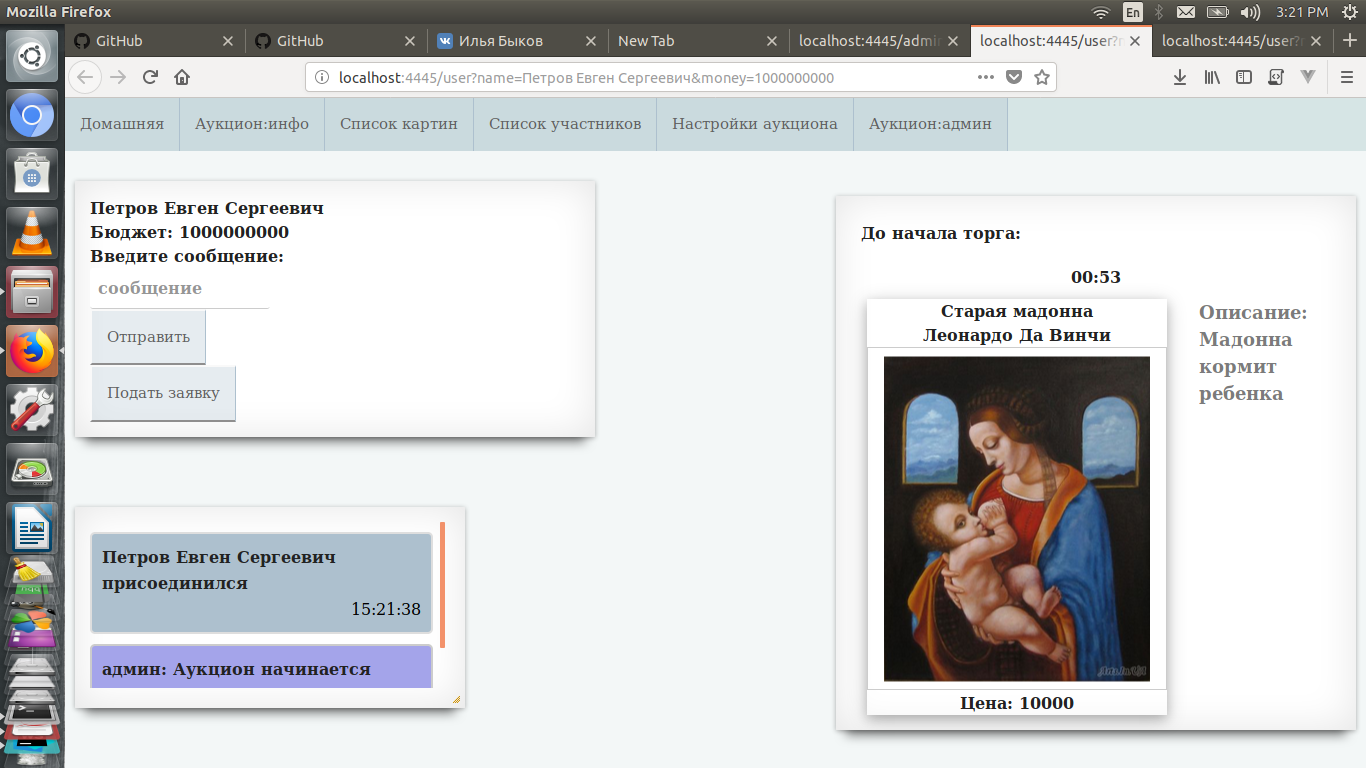 Mozilla Firefox
En
3:21 PM
GitHub
GitHub
Илья Быков
New Tab
localhost:4445/admi
localhost:4445/user?
localhost:4445/user?
localhost:4445/user?name=Петров Евген Сергеевич&money=1000000000
Домашняя
Аукцион:инфо
Список картин
Список участников
Настройки аукциона
Аукцион:админ
Петров Евген Сергеевич
Бюджет: 1000000000
Введите сообщение:
сообщение
Отправить
Подать заявку
Петров Евген Сергеевич
присоединился
15:21:38
админ: Аукцион начинается
До начала торга:
00:53
Старая мадонна
Леонардо Да Винчи
Цена: 10000
Описание:
Мадонна
кормит
ребенка